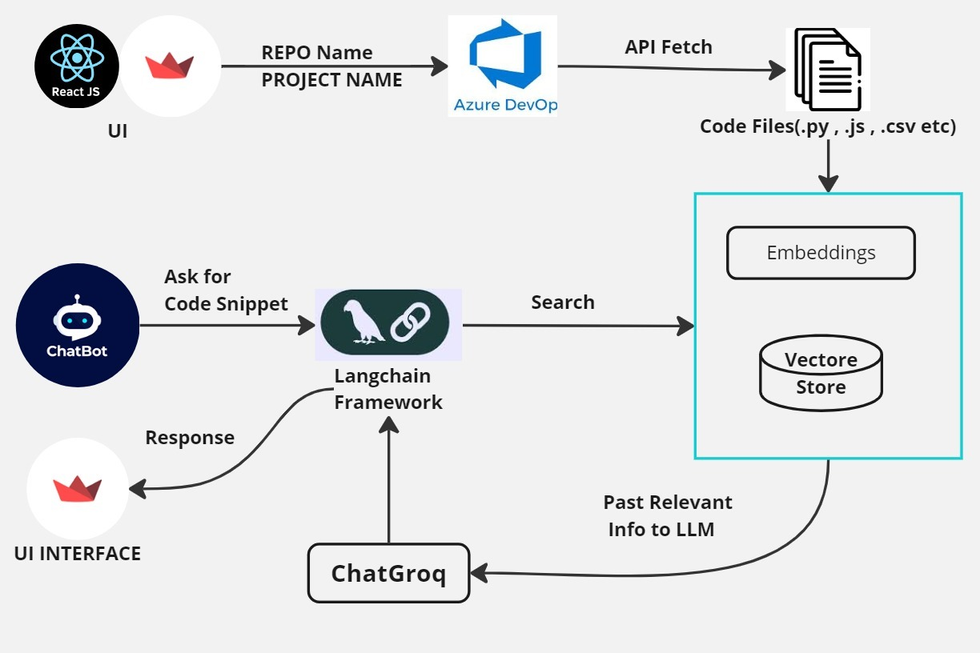 REPO Name
PROJECT NAME
API Fetch
React JS
Azure DevOp
UI
Code Files(.py , .js , .csv etc)
Embeddings
Ask for
Code Snippet
Search
ChatBot
Vectore
Store
Langchain
Framework
Response
Past Relevant
Info to LLM
UI INTERFACE
ChatGroq